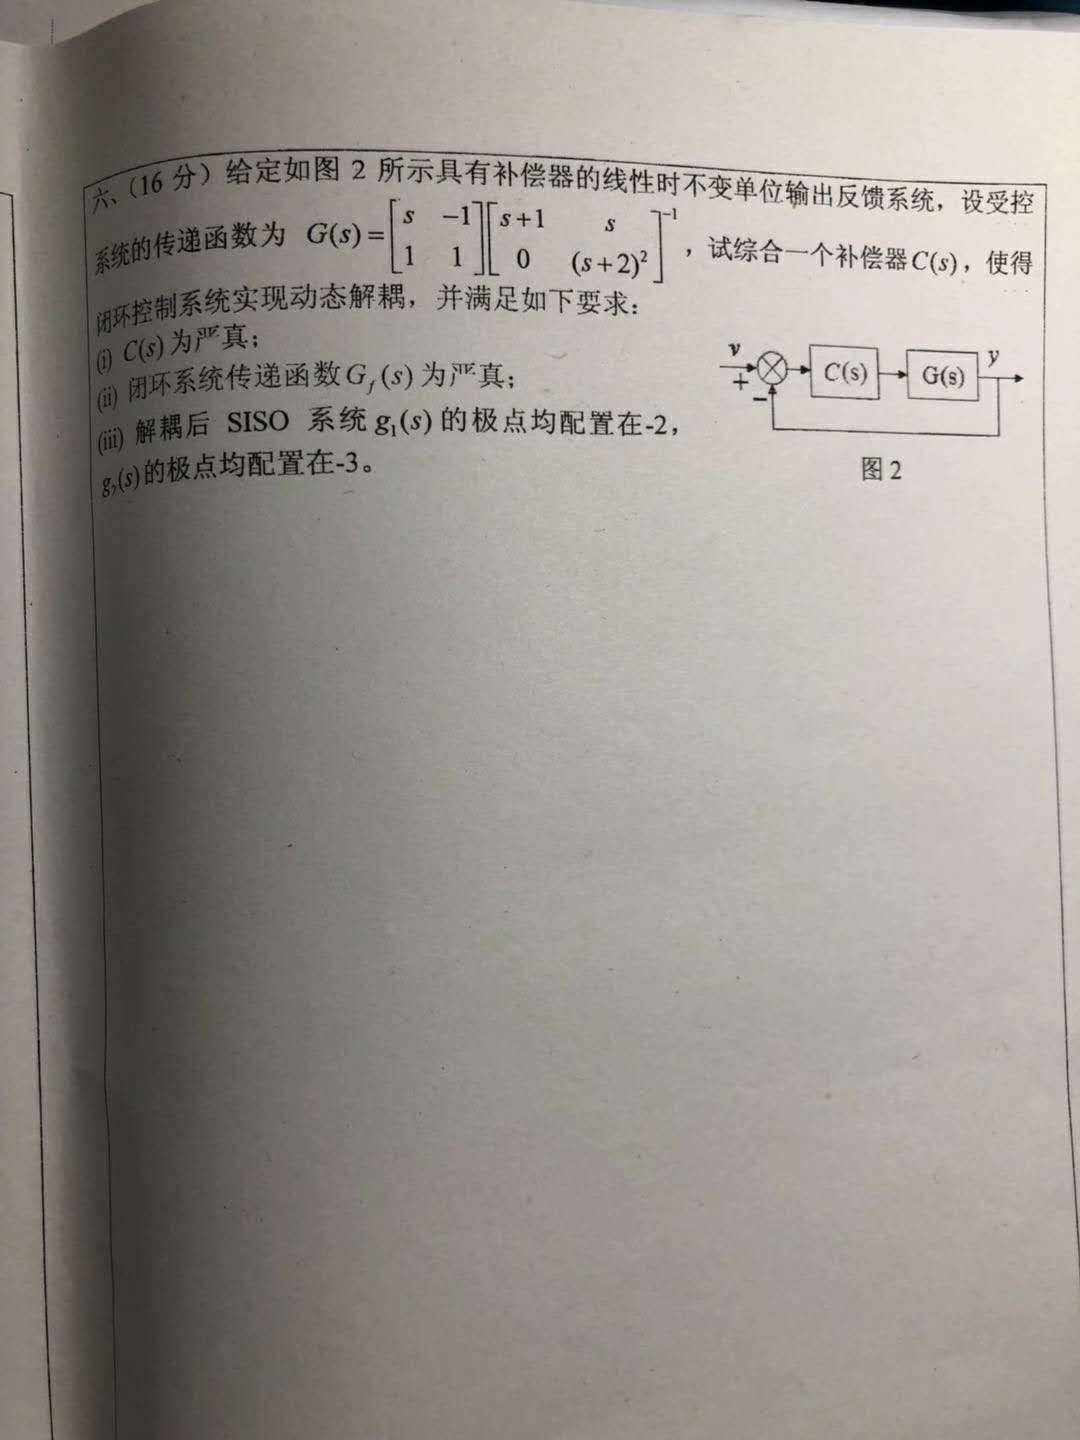 六、（16 分）给定如图 2 所示具有补偿器的线性时不变单位输出反馈系统，设受控
系统的传递函数为 G(s)=[s -1; 1 1][s+1 s; 0 (s+2)²]⁻¹，试综合一个补偿器C(s)，使得
闭环控制系统实现动态解耦，并满足如下要求：
(i) C(s)为严真；
(ii) 闭环系统传递函数G_f(s)为严真；
(iii) 解耦后 SISO 系统 g₁(s)的极点均配置在-2，
g₂(s)的极点均配置在-3。
v
+
−
C(s)
G(s)
y
图 2